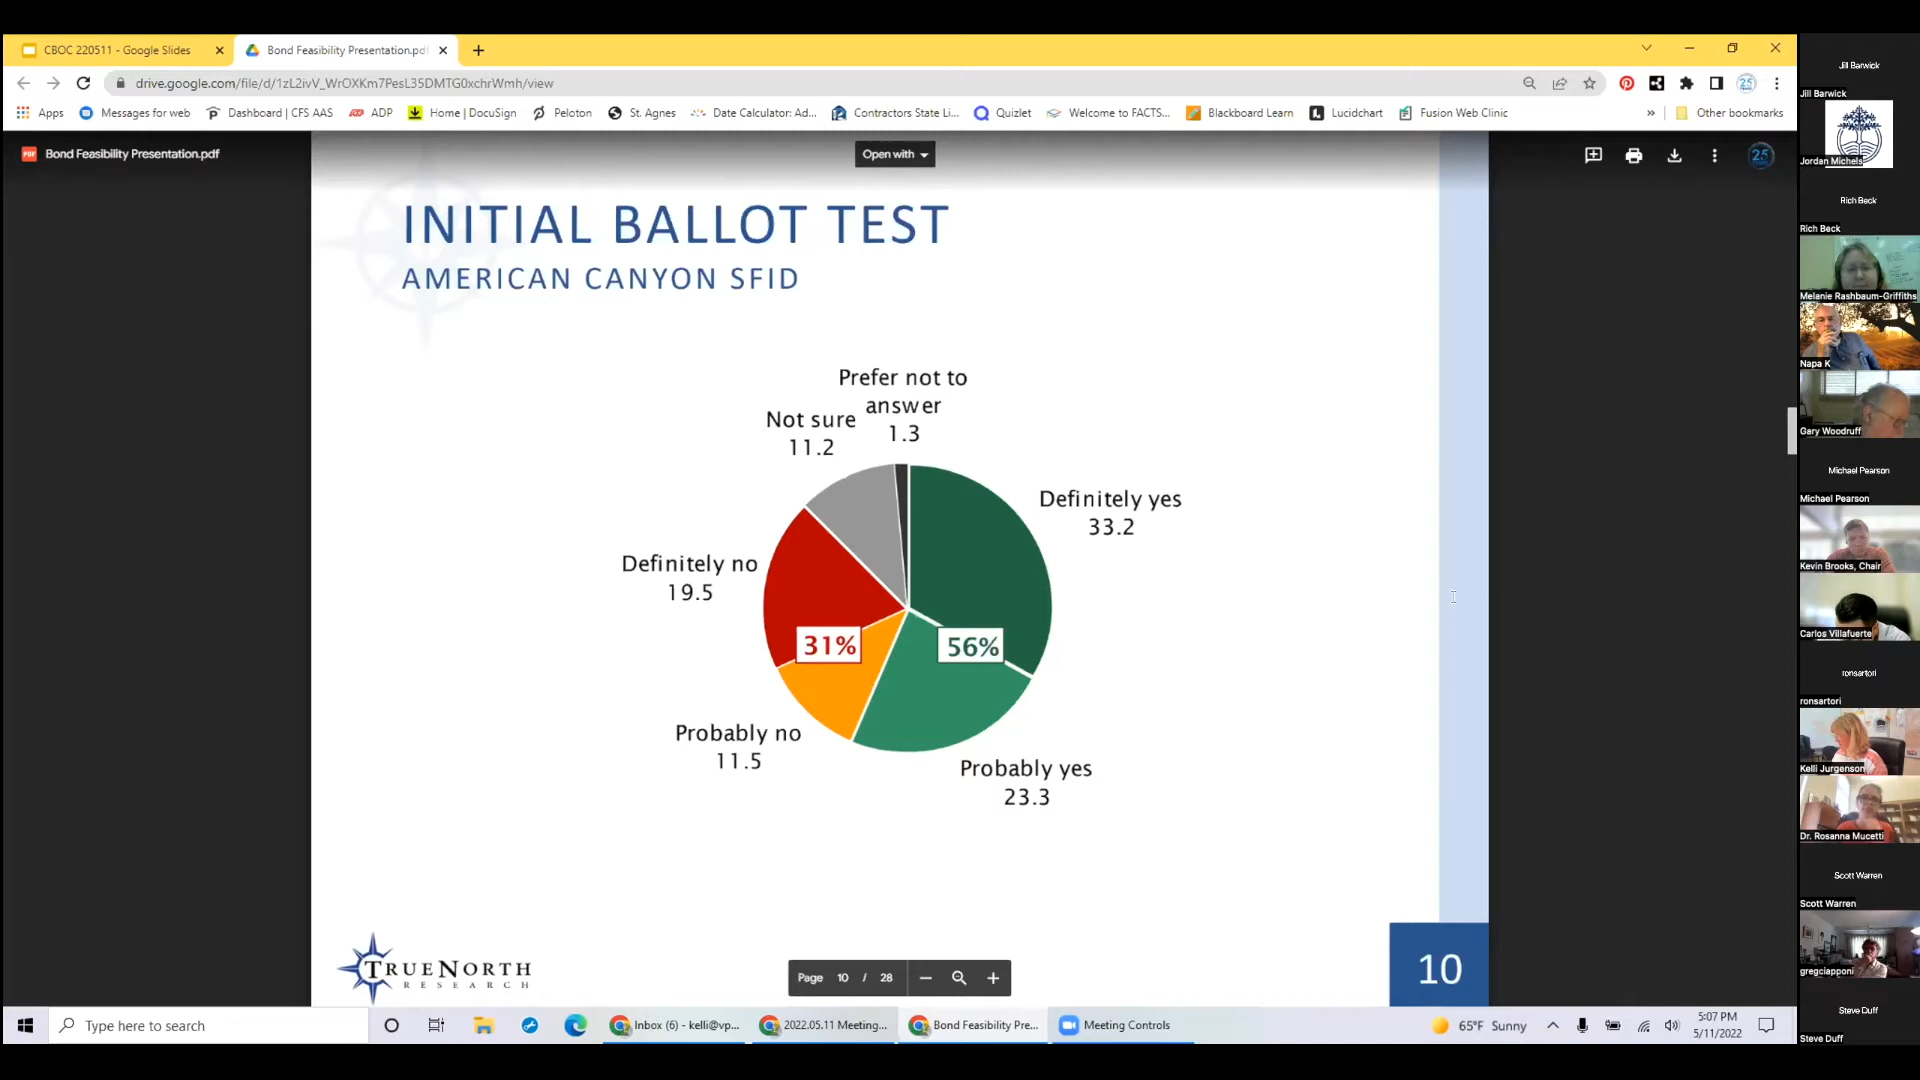 CBOC 220511 - Google Slides
Bond Feasibility Presentation.pdf
drive.google.com/file/d/1zL2ivV_WrOXKm7PesL35DMTG0xchrWmh/view
Apps
Messages for web
Dashboard | CFS AAS
ADP
Home | DocuSign
Peloton
St. Agnes
Date Calculator: Ad...
Contractors State Li...
Quizlet
Welcome to FACTS...
Blackboard Learn
Lucidchart
Fusion Web Clinic
»
Other bookmarks
PDF
Bond Feasibility Presentation.pdf
Open with
25
INITIAL BALLOT TEST
AMERICAN CANYON SFID
Prefer not to
answer
1.3
Not sure
11.2
Definitely yes
33.2
Definitely no
19.5
31%
56%
Probably no
11.5
Probably yes
23.3
TRUENORTH
RESEARCH
Page 10 / 28
10
Jill Barwick
Jill Barwick
Jordan Michels
Rich Beck
Rich Beck
Melanie Rashbaum-Griffiths
Napa K
Gary Woodruff
Michael Pearson
Michael Pearson
Kevin Brooks, Chair
Carlos Villafuerte
ronsartori
ronsartori
Kelli Jurgenson
Dr. Rosanna Mucetti
Scott Warren
Scott Warren
gregciapponi
Steve Duff
Steve Duff
Type here to search
Inbox (6) - kelli@vp...
2022.05.11 Meeting...
Bond Feasibility Pre...
Meeting Controls
65°F Sunny
5:07 PM
5/11/2022